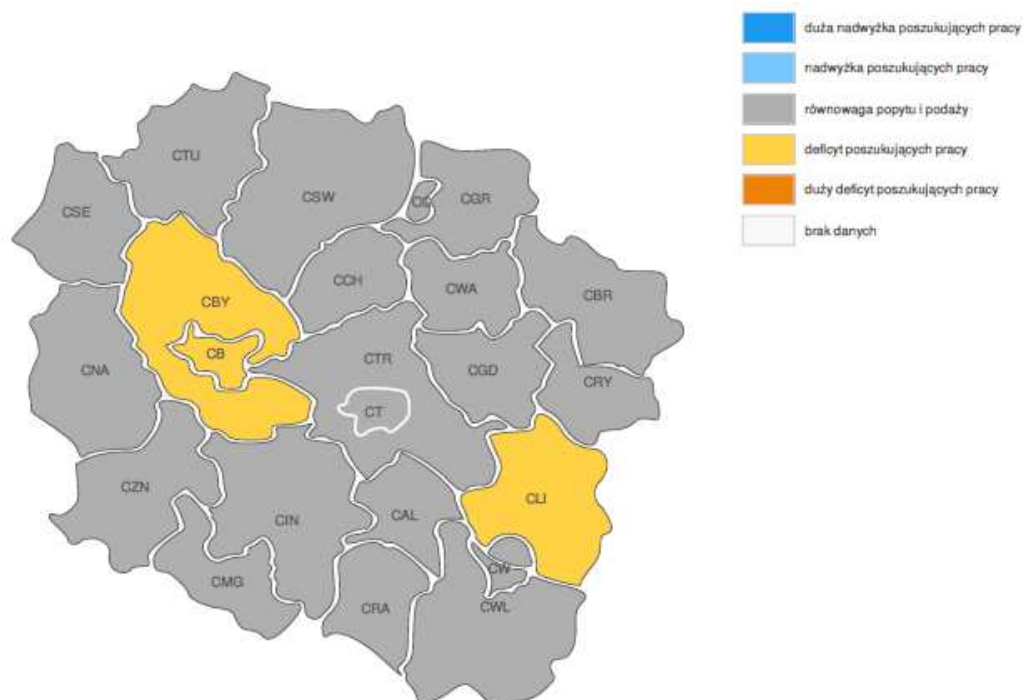 duża nadwyżka poszukujących pracy
nadwyżka poszukujących pracy
równowaga popytu i podaży
deficyt poszukujących pracy
duży deficyt poszukujących pracy
brak danych
CTU
CSE
CSW
CG
CGR
CCH
CWA
CBR
CBY
CB
CNA
CTR
CGD
CRY
CT
CZN
CIN
CAL
CLI
CMG
CW
CRA
CWL